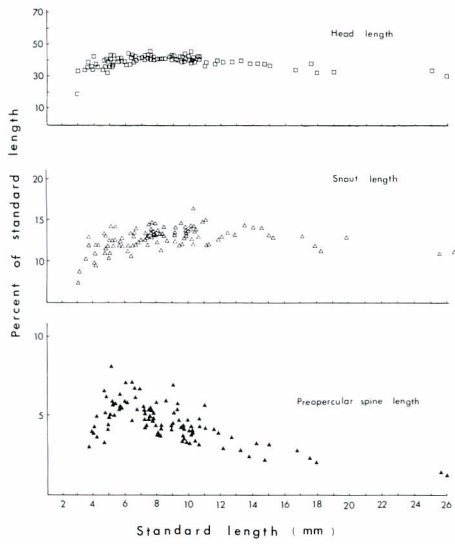 70
50
30
10
Head length
20
15
10
Snout length
10
5
Preopercular spine length
2 4 6 8 10 12 14 16 18 20 22 24 26
Standard length ( mm )
Percent of standard length